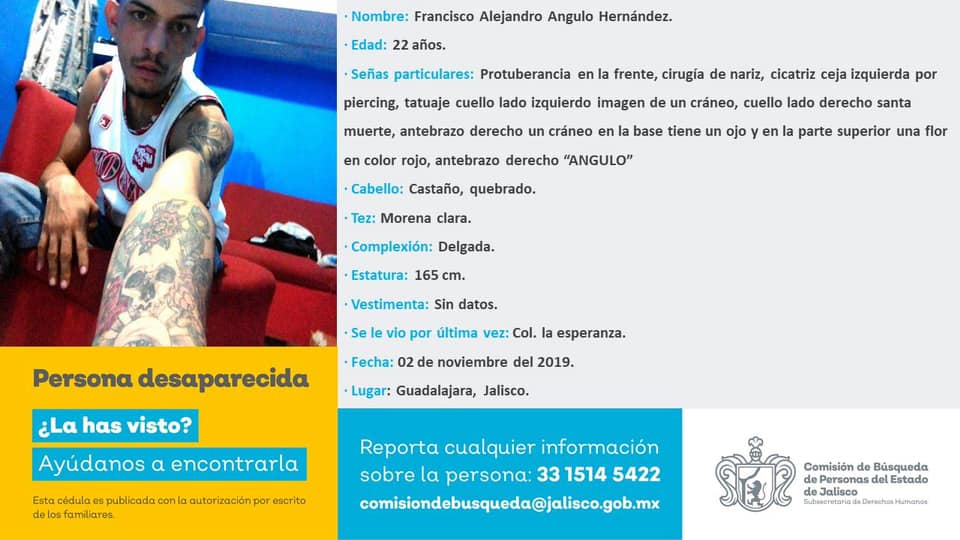 · Nombre: Francisco Alejandro Angulo Hernández.
· Edad: 22 años.
· Señas particulares: Protuberancia en la frente, cirugía de nariz, cicatriz ceja izquierda por
piercing, tatuaje cuello lado izquierdo imagen de un cráneo, cuello lado derecho santa
muerte, antebrazo derecho un cráneo en la base tiene un ojo y en la parte superior una flor
en color rojo, antebrazo derecho “ANGULO”
· Cabello: Castaño, quebrado.
· Tez: Morena clara.
· Complexión: Delgada.
· Estatura: 165 cm.
· Vestimenta: Sin datos.
· Se le vio por última vez: Col. la esperanza.
· Fecha: 02 de noviembre del 2019.
· Lugar: Guadalajara, Jalisco.
Persona desaparecida
¿La has visto?
Ayúdanos a encontrarla
Esta cédula es publicada con la autorización por escrito
de los familiares.
Reporta cualquier información
sobre la persona: 33 1514 5422
comisiondebusqueda@jalisco.gob.mx
Comisión de Búsqueda
de Personas del Estado
de Jalisco
Subsecretaría de Derechos Humanos